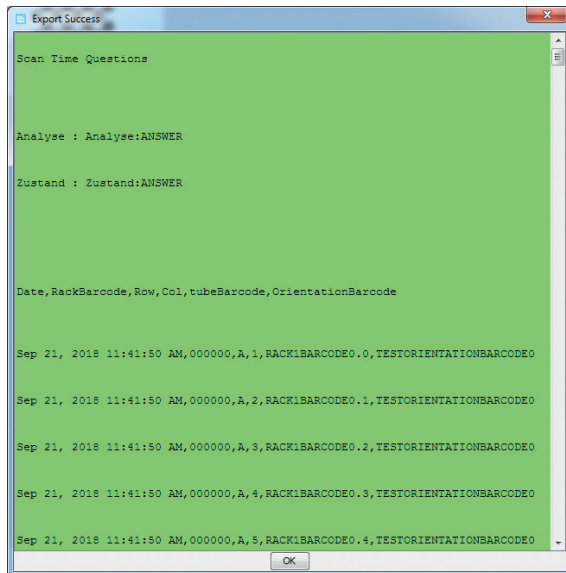 Export Success
Scan Time Questions
Analyse : Analyse:ANSWER
Zustand : Zustand:ANSWER
Date,RackBarcode,Row,Col,tubeBarcode,OrientationBarcode
Sep 21, 2018 11:41:50 AM,000000,A,1,RACK1BARCODE0.0,TESTORIENTATIONBARCODE0
Sep 21, 2018 11:41:50 AM,000000,A,2,RACK1BARCODE0.1,TESTORIENTATIONBARCODE0
Sep 21, 2018 11:41:50 AM,000000,A,3,RACK1BARCODE0.2,TESTORIENTATIONBARCODE0
Sep 21, 2018 11:41:50 AM,000000,A,4,RACK1BARCODE0.3,TESTORIENTATIONBARCODE0
Sep 21, 2018 11:41:50 AM,000000,A,5,RACK1BARCODE0.4,TESTORIENTATIONBARCODE0
OK